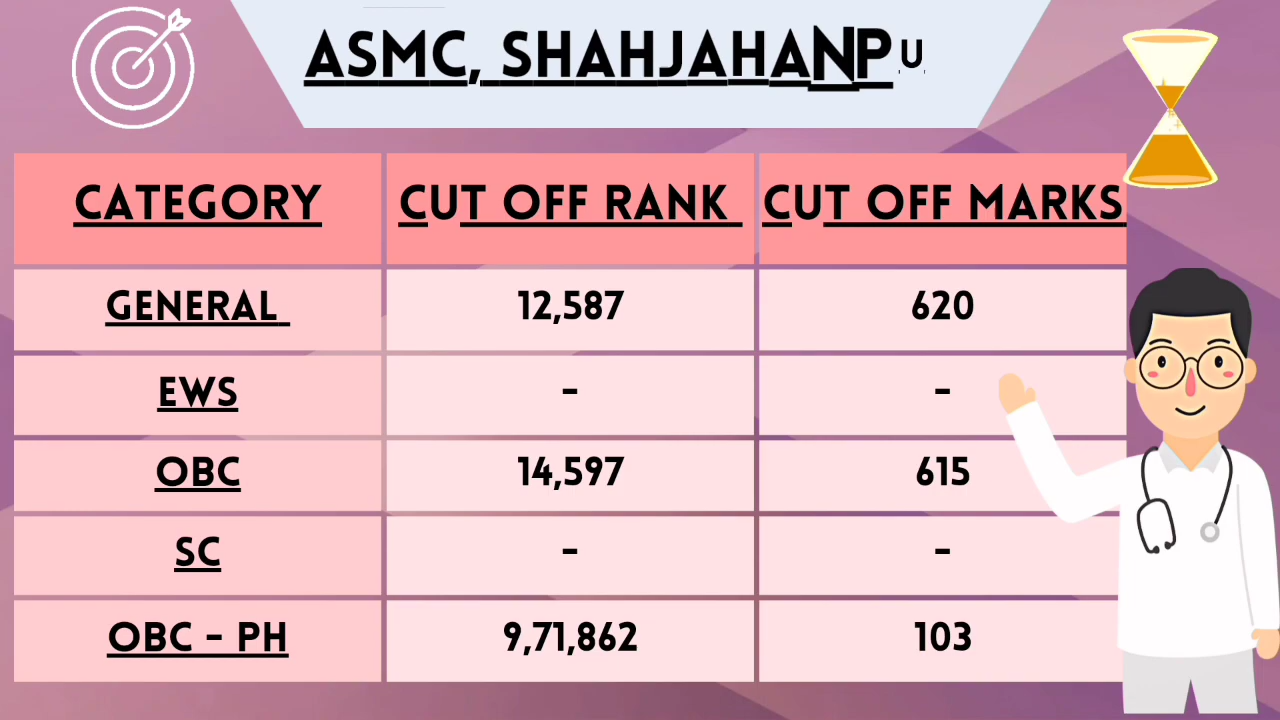 ASMC, SHAHJAHANPU
CATEGORY CUT OFF RANK CUT OFF MARKS
GENERAL 12,587 620
EWS - -
OBC 14,597 615
SC - -
OBC - PH 9,71,862 103